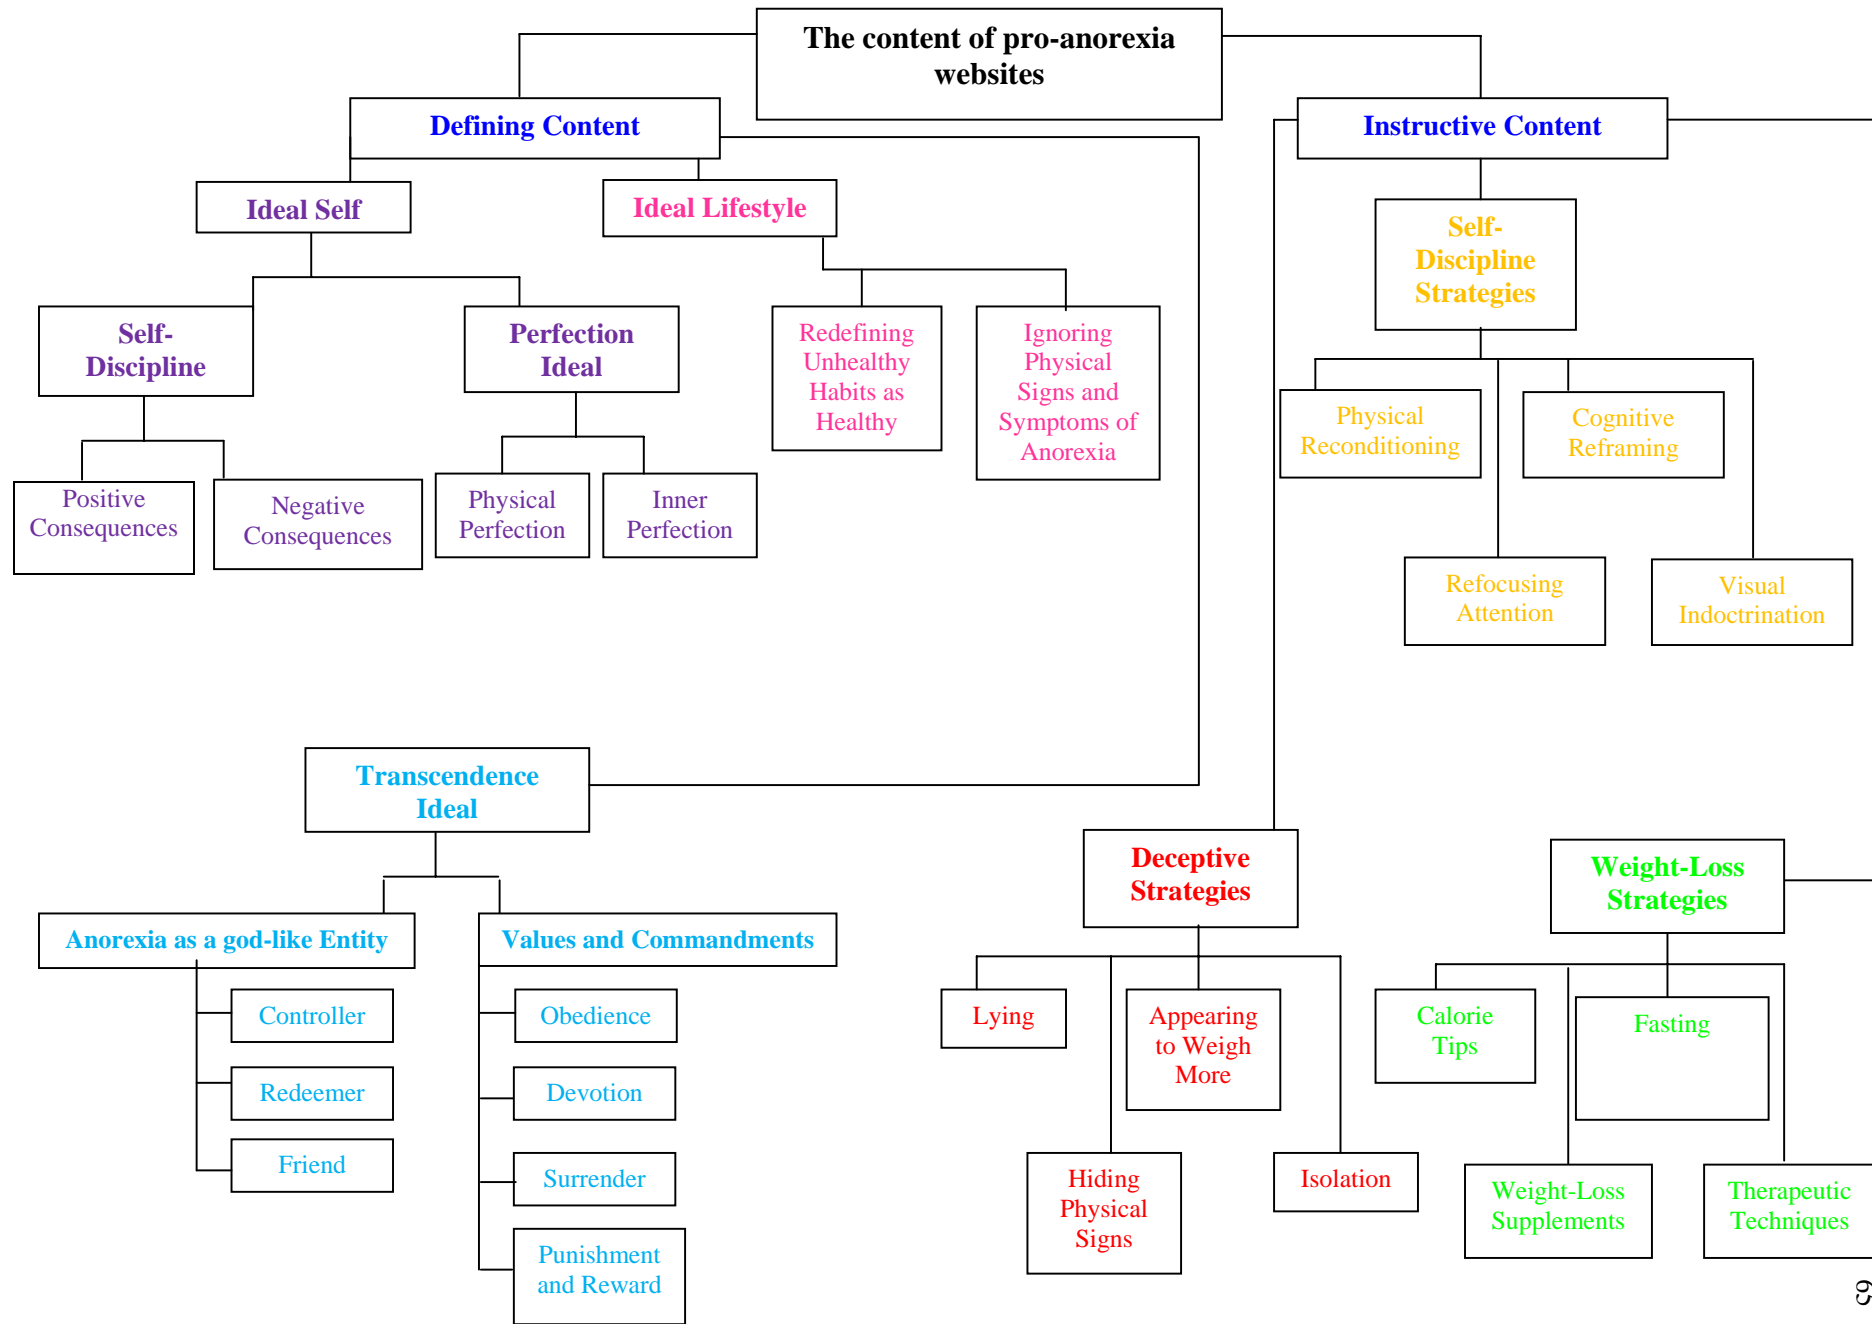 The content of pro-anorexia
websites
Defining Content
Instructive Content
Ideal Self
Ideal Lifestyle
Self-
Discipline
Strategies
Self-
Discipline
Perfection
Ideal
Redefining
Unhealthy
Habits as
Healthy
Ignoring
Physical
Signs and
Symptoms of
Anorexia
Physical
Reconditioning
Cognitive
Reframing
Positive
Consequences
Negative
Consequences
Physical
Perfection
Inner
Perfection
Refocusing
Attention
Visual
Indoctrination
Transcendence
Ideal
Deceptive
Strategies
Weight-Loss
Strategies
Anorexia as a god-like Entity
Values and Commandments
Controller
Redeemer
Friend
Obedience
Devotion
Surrender
Punishment
and Reward
Lying
Appearing
to Weigh
More
Hiding
Physical
Signs
Isolation
Calorie
Tips
Fasting
Weight-Loss
Supplements
Therapeutic
Techniques